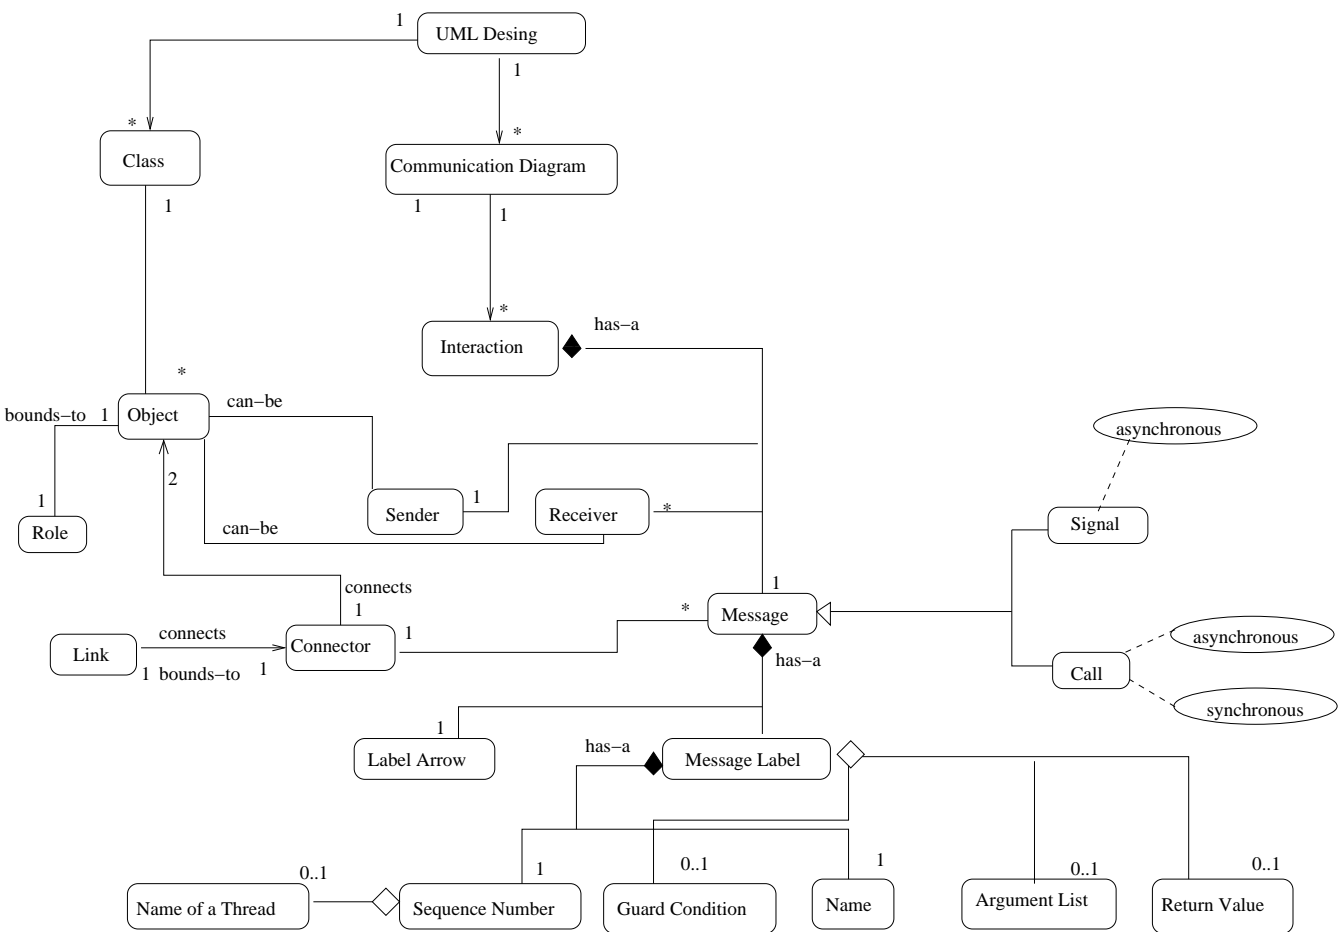 1
UML Desing
1
*
*
Class
Communication Diagram
1
1
1
*
has−a
Interaction
*
can−be
bounds−to
1
Object
asynchronous
2
1
1
Sender
Receiver
*
Signal
Role
can−be
connects
1
1
*
Message
1
asynchronous
connects
Link
Connector
1
bounds−to
1
has−a
Call
synchronous
1
has−a
Label Arrow
Message Label
0..1
1
0..1
1
0..1
0..1
Name of a Thread
Sequence Number
Guard Condition
Name
Argument List
Return Value